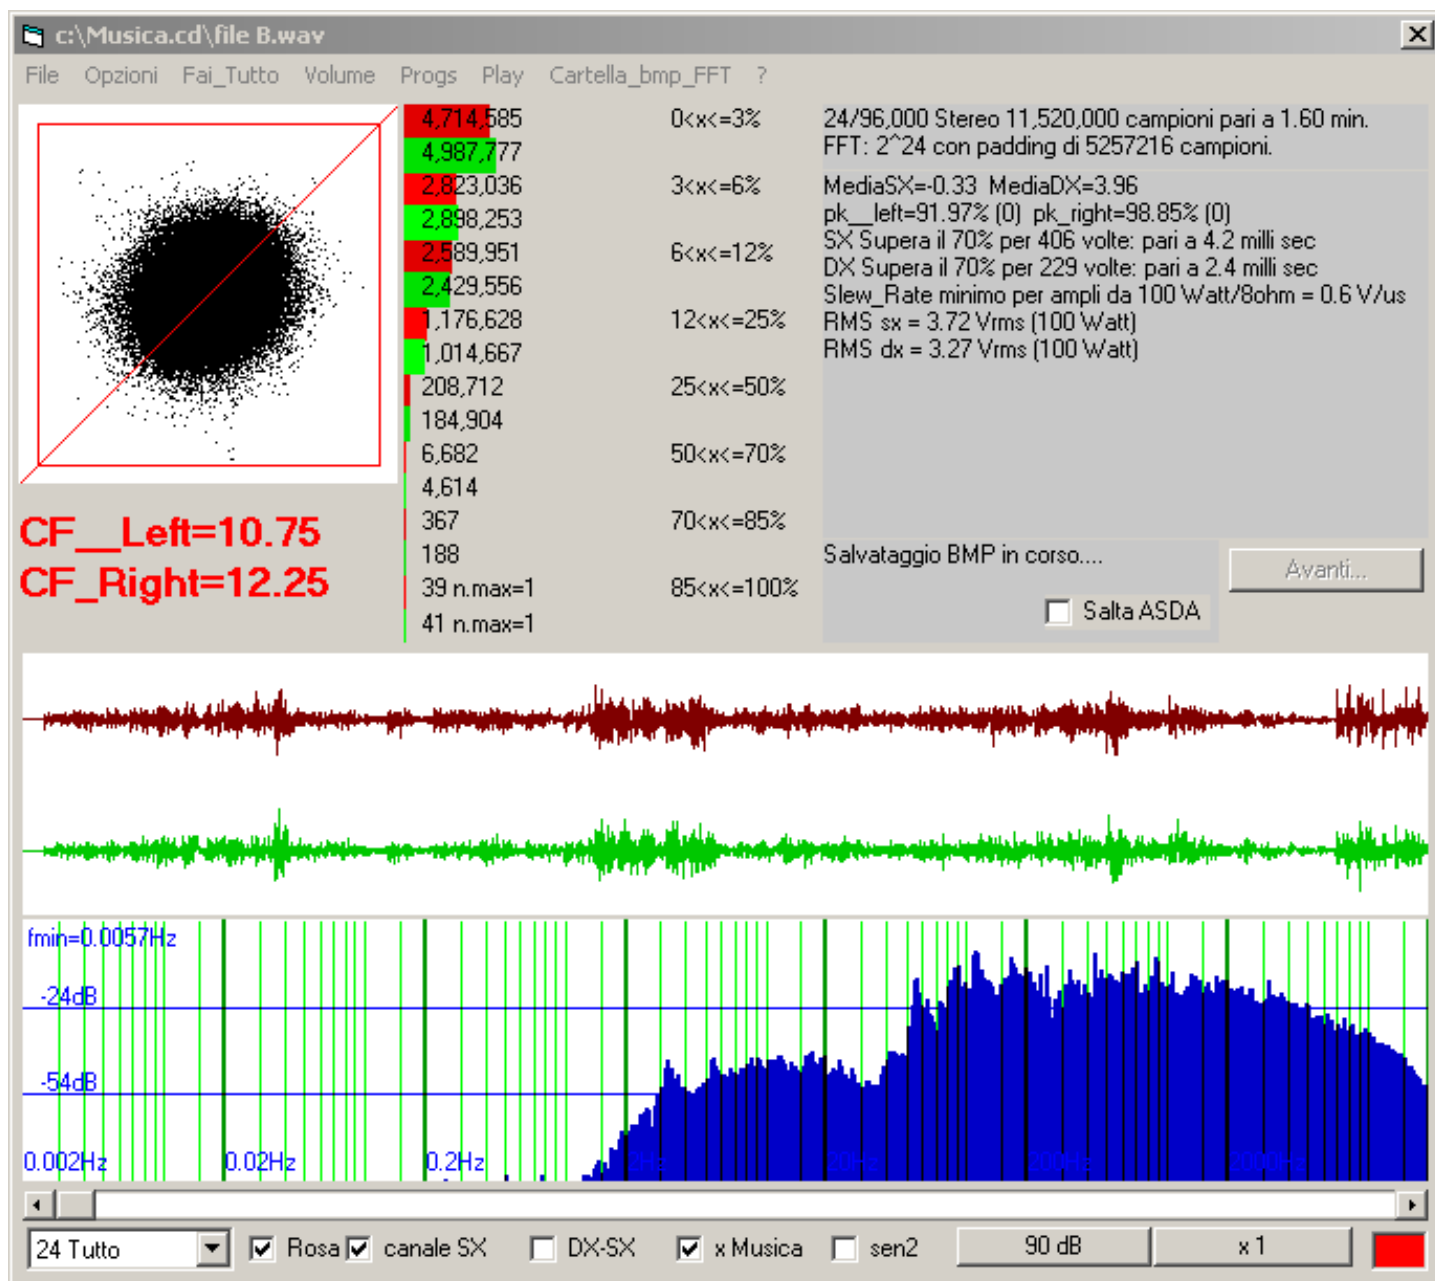 c:\Musica.cd\file B.wav
File Opzioni Fai_Tutto Volume Progs Play Cartella_bmp_FFT ?
4,714,585 0<x<=3%
4,987,777
2,823,036 3<x<=6%
2,898,253
2,589,951 6<x<=12%
2,429,556
1,176,628 12<x<=25%
1,014,667
208,712 25<x<=50%
184,904
6,682 50<x<=70%
4,614
367 70<x<=85%
188
39 n.max=1 85<x<=100%
41 n.max=1
24/96,000 Stereo 11,520,000 campioni pari a 1.60 min.
FFT: 2^24 con padding di 5257216 campioni.
MediaSX=-0.33 MediaDX=3.96
pk__left=91.97% (0) pk_right=98.85% (0)
SX Supera il 70% per 406 volte: pari a 4.2 milli sec
DX Supera il 70% per 229 volte: pari a 2.4 milli sec
Slew_Rate minimo per ampli da 100 Watt/8ohm = 0.6 V/us
RMS sx = 3.72 Vrms (100 Watt)
RMS dx = 3.27 Vrms (100 Watt)
CF__Left=10.75
CF_Right=12.25
Salvataggio BMP in corso....
Avanti...
Salta ASDA
fmin=0.0057Hz
-24dB
-54dB
0.002Hz 0.02Hz 0.2Hz 2Hz 20Hz 200Hz 2000Hz
24 Tutto Rosa canale SX DX-SX x Musica sen2 90 dB x 1